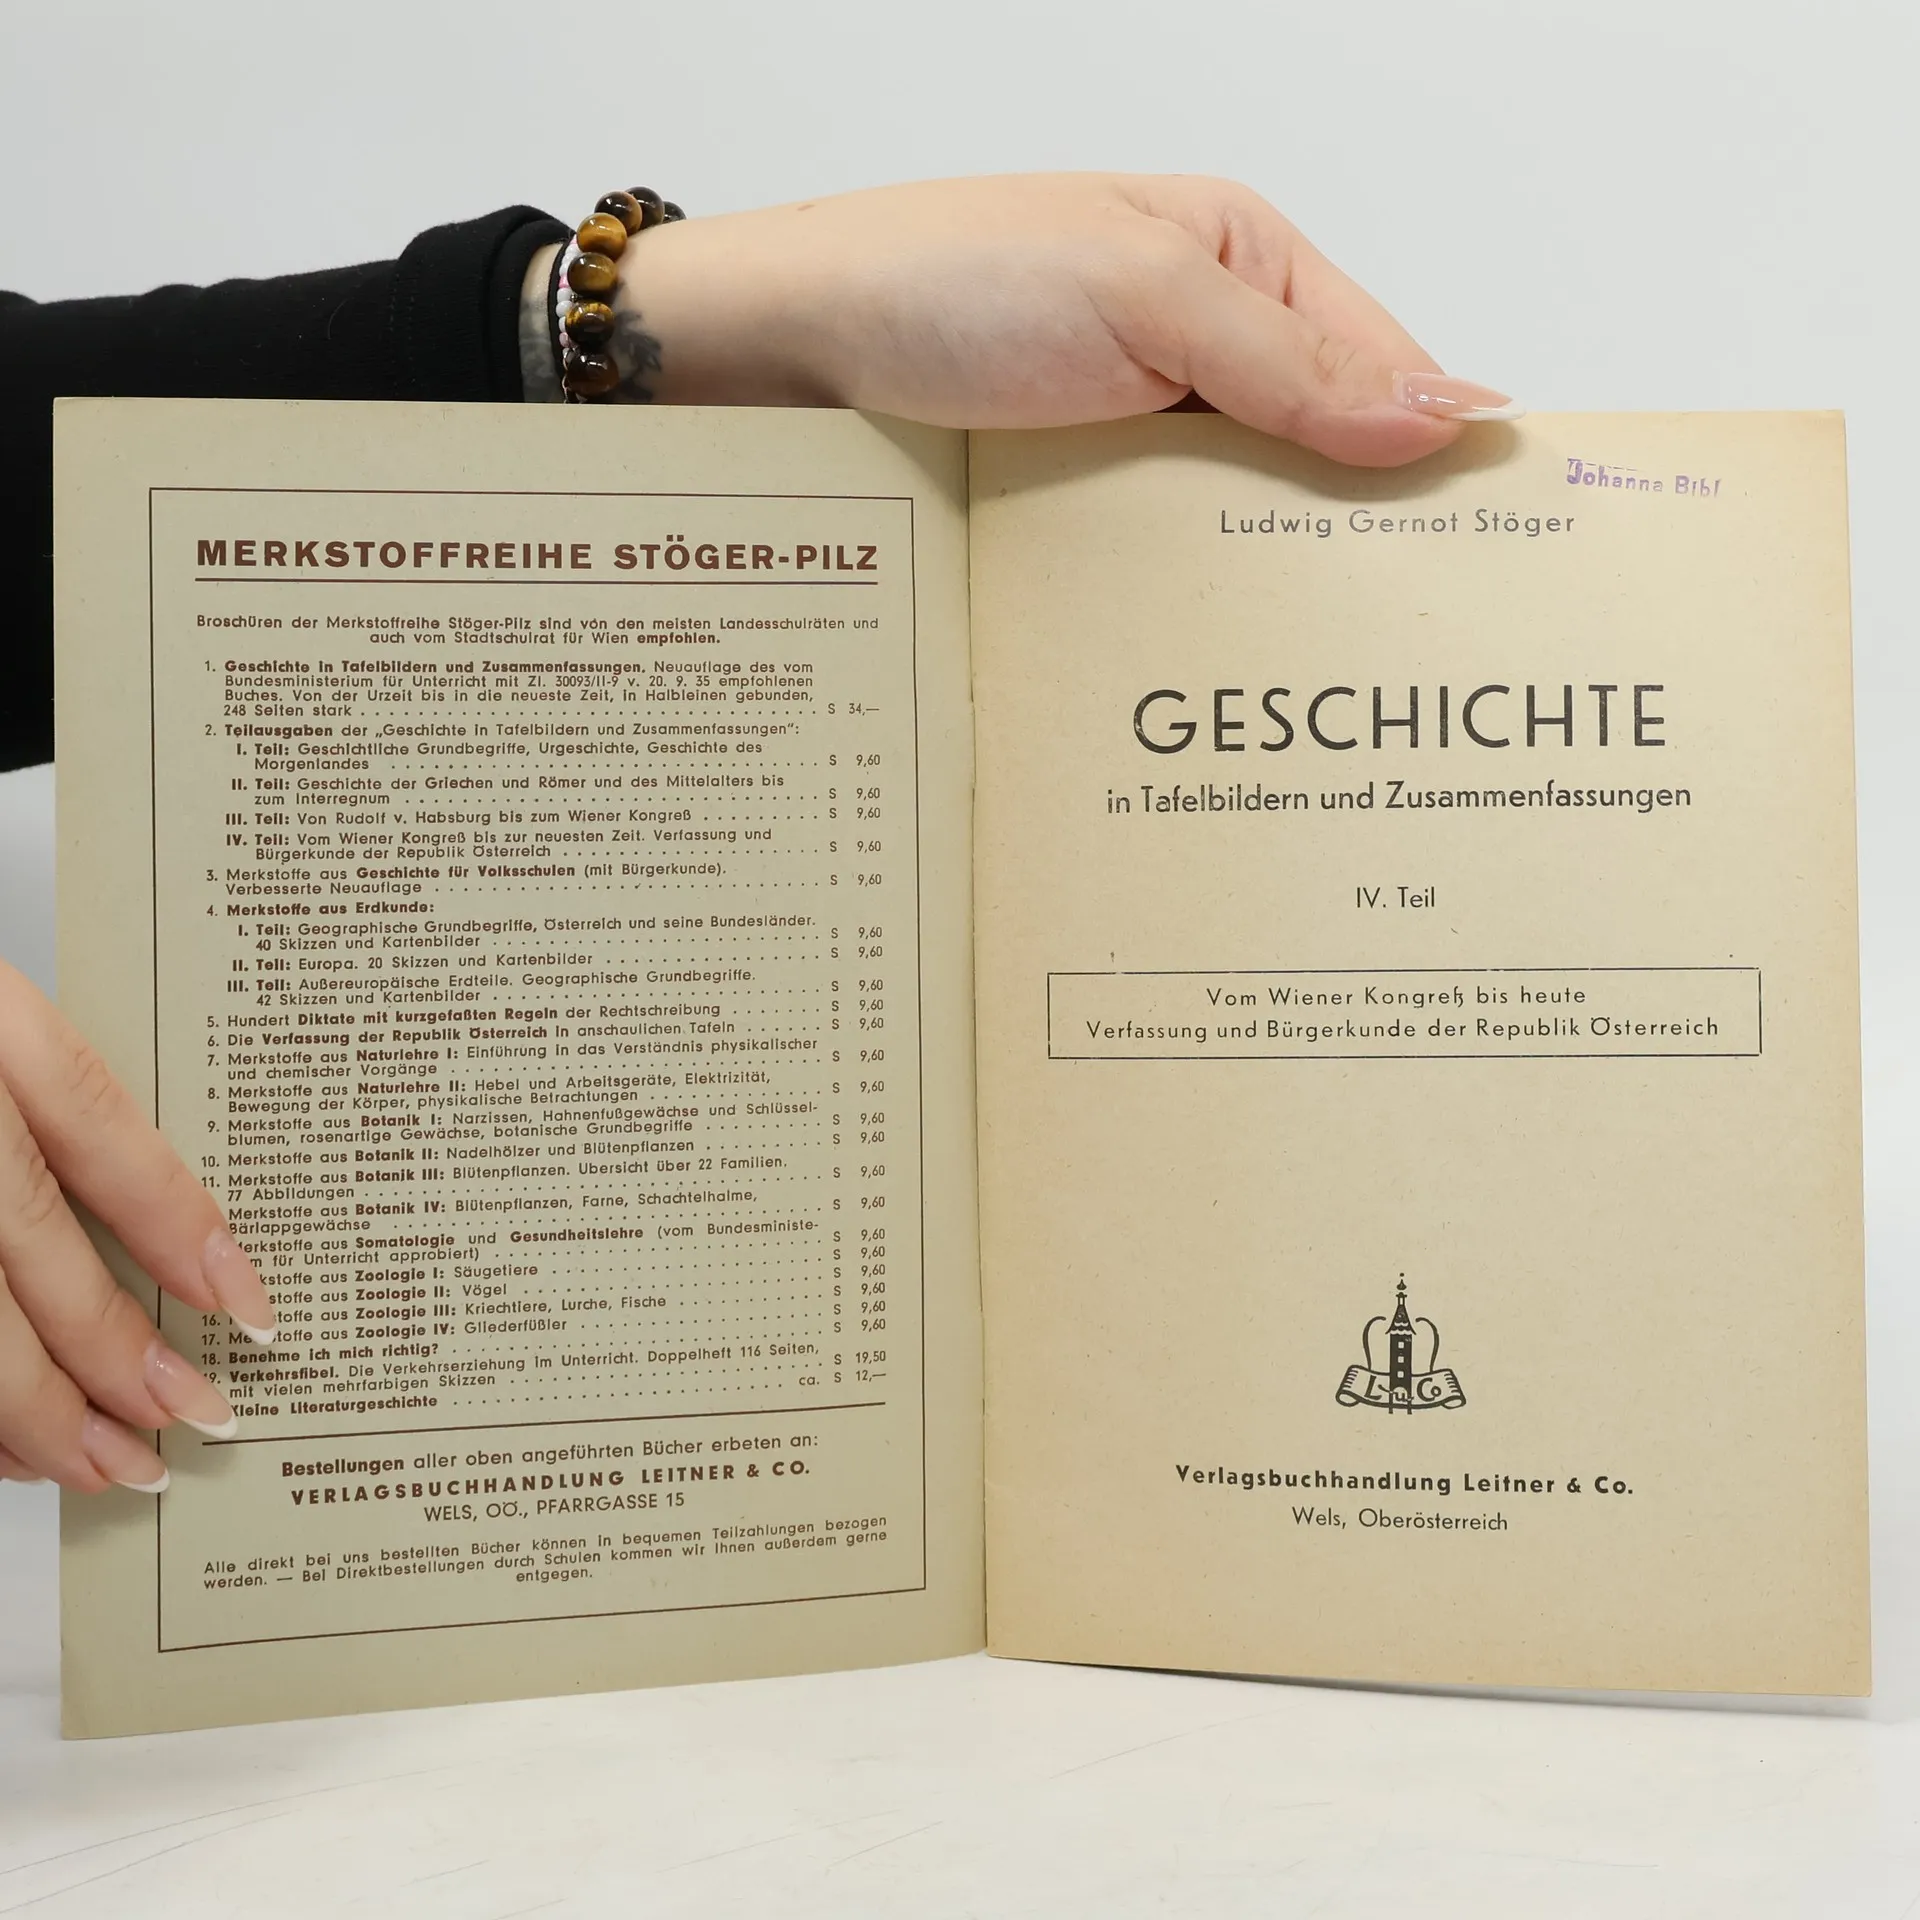 MERKSTOFFREIHE STÖGER-PILZ
Broschüren der Merkstoffreihe Stöger-Pilz sind von den meisten Landesschulräten und
auch vom Stadtschulrat für Wien empfohlen.
1. Geschichte in Tafelbildern und Zusammenfassungen. Neuauflage des vom
Bundesministerium für Unterricht mit Zl. 30093/II-9 v. 20. 9. 35 empfohlenen
Buches. Von der Urzeit bis in die neueste Zeit, in Halbleinen gebunden,
248 Seiten stark . . . . . S 34,—
2. Teilausgaben der „Geschichte in Tafelbildern und Zusammenfassungen“:
I. Teil: Geschichtliche Grundbegriffe, Urgeschichte, Geschichte des
Morgenlandes . . . . . S 9,60
II. Teil: Geschichte der Griechen und Römer und des Mittelalters bis
zum Interregnum . . . . . S 9,60
III. Teil: Von Rudolf v. Habsburg bis zum Wiener Kongreß . . . . . S 9,60
IV. Teil: Vom Wiener Kongreß bis zur neuesten Zeit. Verfassung und
Bürgerkunde der Republik Österreich . . . . . S 9,60
3. Merkstoffe aus Geschichte für Volksschulen (mit Bürgerkunde).
Verbesserte Neuauflage . . . . . S 9,60
4. Merkstoffe aus Erdkunde:
I. Teil: Geographische Grundbegriffe, Österreich und seine Bundesländer.
40 Skizzen und Kartenbilder . . . . . S 9,60
II. Teil: Europa. 20 Skizzen und Kartenbilder . . . . . S 9,60
III. Teil: Außereuropäische Erdteile. Geographische Grundbegriffe.
42 Skizzen und Kartenbilder . . . . . S 9,60
5. Hundert Diktate mit kurzgefaßten Regeln der Rechtschreibung . . . . . S 9,60
6. Die Verfassung der Republik Österreich in anschaulichen Tafeln . . . . . S 9,60
7. Merkstoffe aus Naturlehre I: Einführung in das Verständnis physikalischer
und chemischer Vorgänge . . . . . S 9,60
8. Merkstoffe aus Naturlehre II: Hebel und Arbeitsgeräte, Elektrizität,
Bewegung der Körper, physikalische Betrachtungen . . . . . S 9,60
9. Merkstoffe aus Botanik I: Narzissen, Hahnenfußgewächse und Schlüssel-
blumen, rosenartige Gewächse, botanische Grundbegriffe . . . . . S 9,60
10. Merkstoffe aus Botanik II: Nadelhölzer und Blütenpflanzen . . . . . S 9,60
11. Merkstoffe aus Botanik III: Blütenpflanzen. Übersicht über 22 Familien.
77 Abbildungen . . . . . S 9,60
Merkstoffe aus Botanik IV: Blütenpflanzen, Farne, Schachtelhalme,
Bärlappgewächse . . . . . S 9,60
aus Somatologie und Gesundheitslehre (vom Bundesministe-
für Unterricht approbiert) . . . . . S 9,60
aus Zoologie I: Säugetiere . . . . . S 9,60
aus Zoologie II: Vögel . . . . . S 9,60
16. aus Zoologie III: Kriechtiere, Lurche, Fische . . . . . S 9,60
17. aus Zoologie IV: Gliederfüßler . . . . . S 9,60
18. Benehme ich mich richtig? . . . . . S 9,60
Verkehrsfibel. Die Verkehrserziehung im Unterricht. Doppelheft 116 Seiten,
mit vielen mehrfarbigen Skizzen . . . . . S 19,50
Kleine Literaturgeschichte . . . . . ca. S 12,—
Bestellungen aller oben angeführten Bücher erbeten an:
VERLAGSBUCHHANDLUNG LEITNER & CO.
WELS, OÖ., PFARRGASSE 15
Alle direkt bei uns bestellten Bücher können in bequemen Teilzahlungen bezogen
werden. — Bei Direktbestellungen durch Schulen kommen wir Ihnen außerdem gerne
entgegen.
Johanna Bibl
Ludwig Gernot Stöger
GESCHICHTE
in Tafelbildern und Zusammenfassungen
IV. Teil
Vom Wiener Kongreß bis heute
Verfassung und Bürgerkunde der Republik Österreich
L u Co
Verlagsbuchhandlung Leitner & Co.
Wels, Oberösterreich